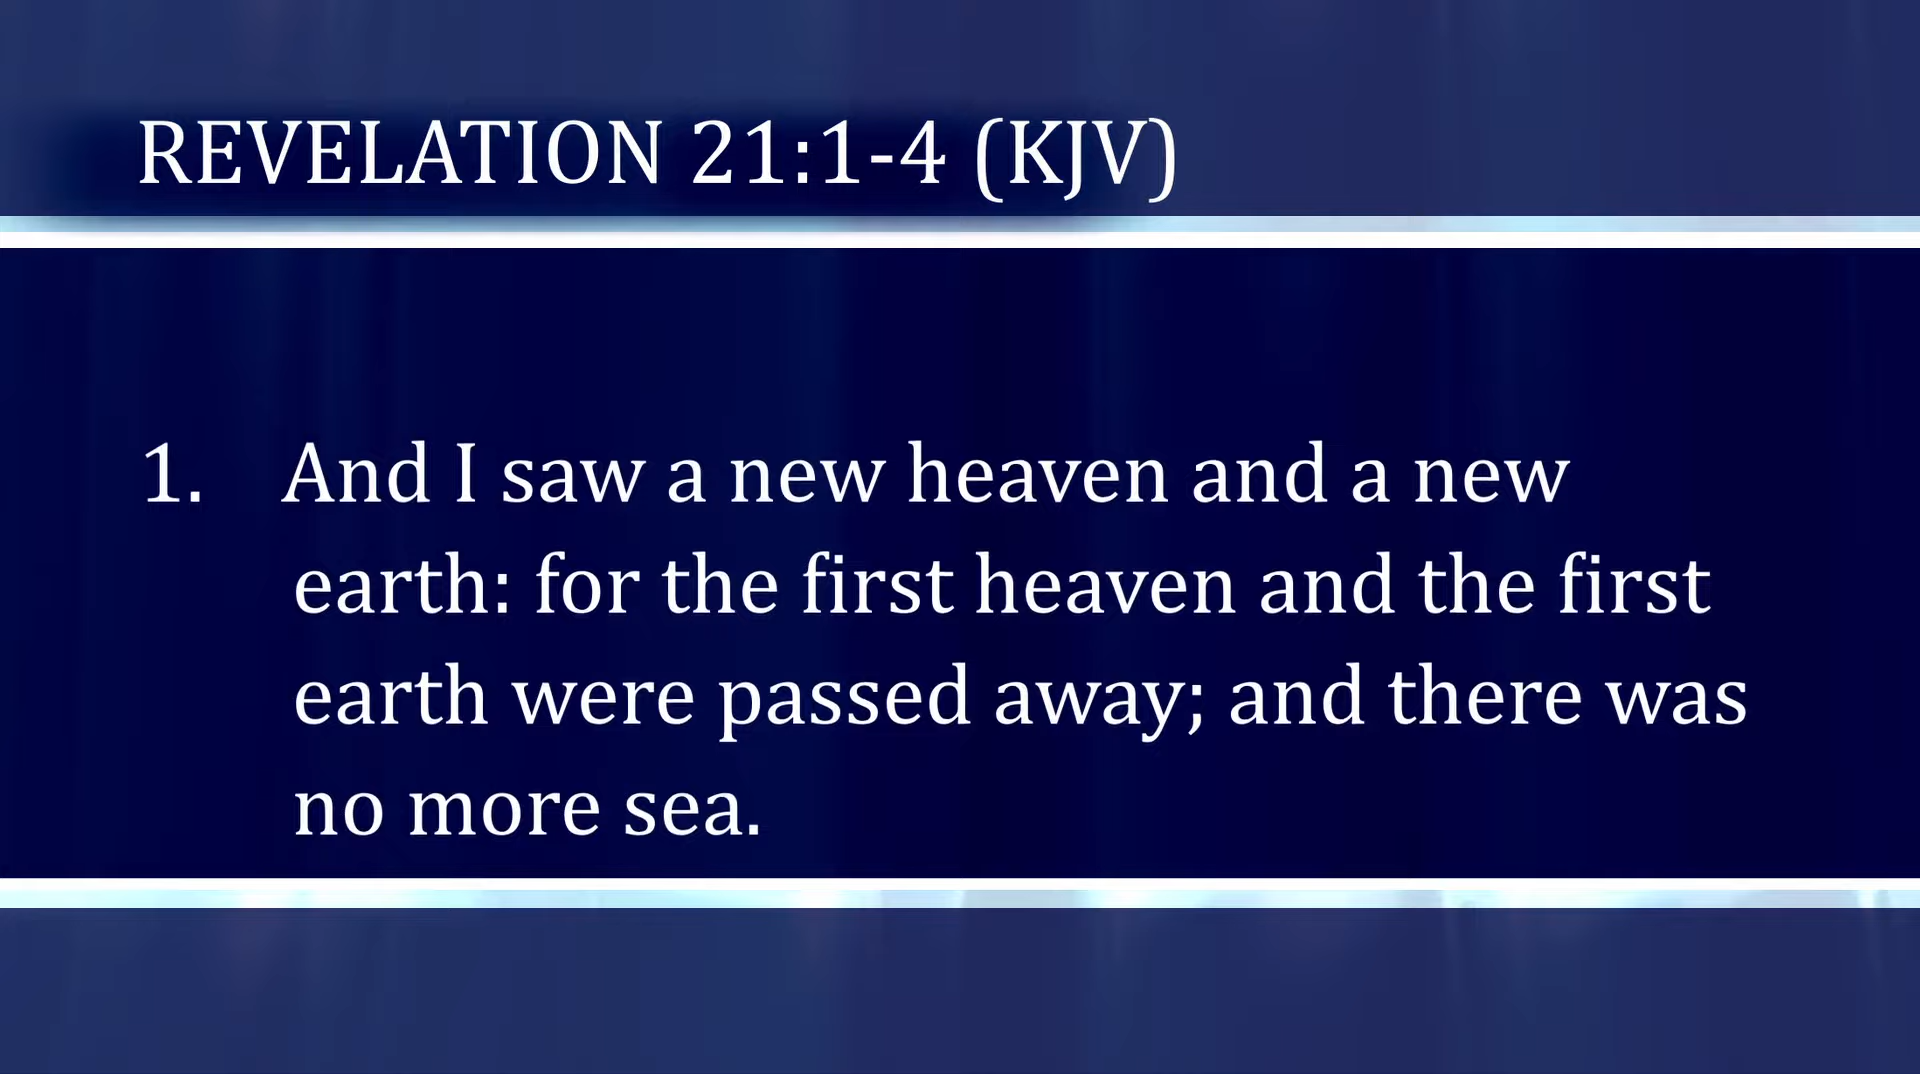 REVELATION 21:1-4 (KJV)
1. And I saw a new heaven and a new
earth: for the first heaven and the first
earth were passed away; and there was
no more sea.